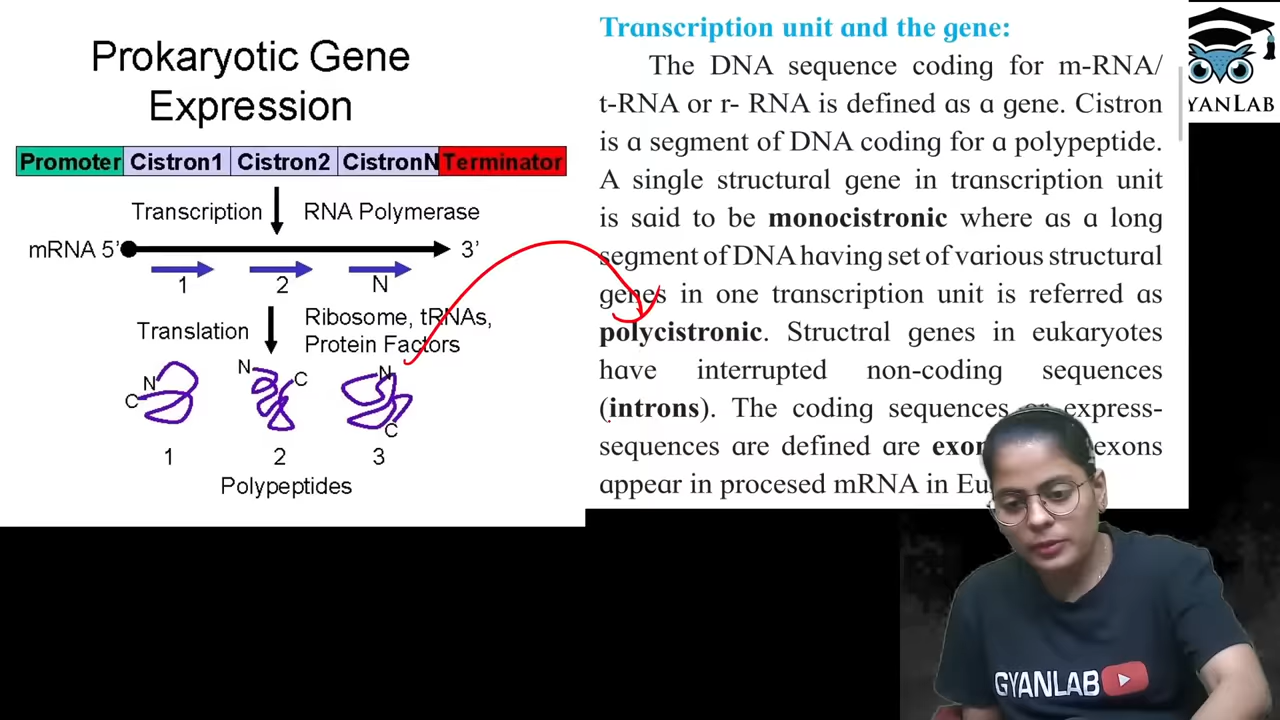 Prokaryotic Gene
Expression
Promoter Cistron1 Cistron2 CistronN Terminator
Transcription RNA Polymerase
mRNA 5' 3'
1 2 N
Translation Ribosome, tRNAs,
Protein Factors
N C N C N C
1 2 3
Polypeptides
Transcription unit and the gene:
The DNA sequence coding for m-RNA/
t-RNA or r- RNA is defined as a gene. Cistron
is a segment of DNA coding for a polypeptide.
A single structural gene in transcription unit
is said to be monocistronic where as a long
segment of DNA having set of various structural
genes in one transcription unit is referred as
polycistronic. Structral genes in eukaryotes
have interrupted non-coding sequences
(introns). The coding sequences express-
sequences are defined are exons
appear in procesed mRNA in
YANLAB
GYANLAB